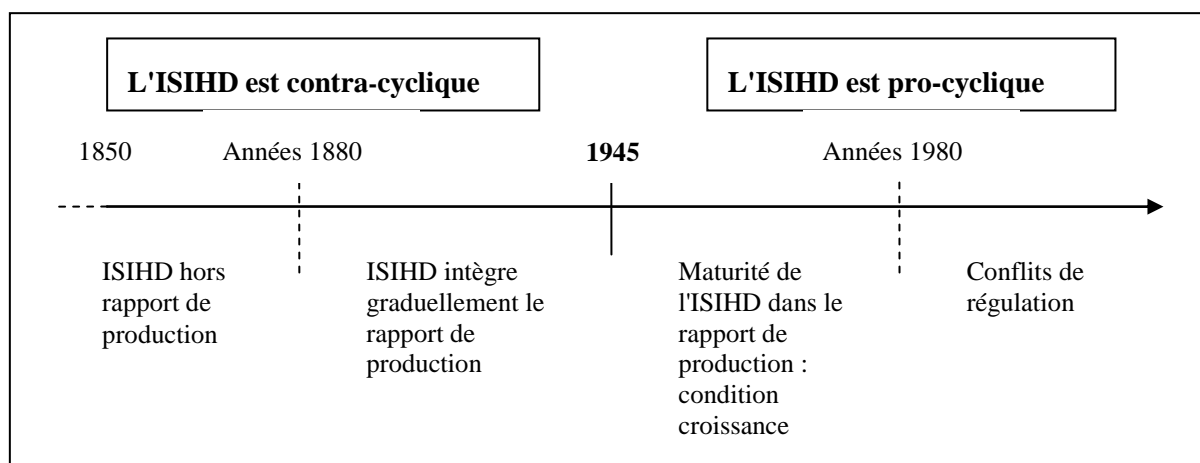 L'ISIHD est contra-cyclique
L'ISIHD est pro-cyclique
1850
Années 1880
1945
Années 1980
ISIHD hors
rapport de
production
ISIHD intègre
graduellement le
rapport de
production
Maturité de
l'ISIHD dans le
rapport de
production :
condition
croissance
Conflits de
régulation